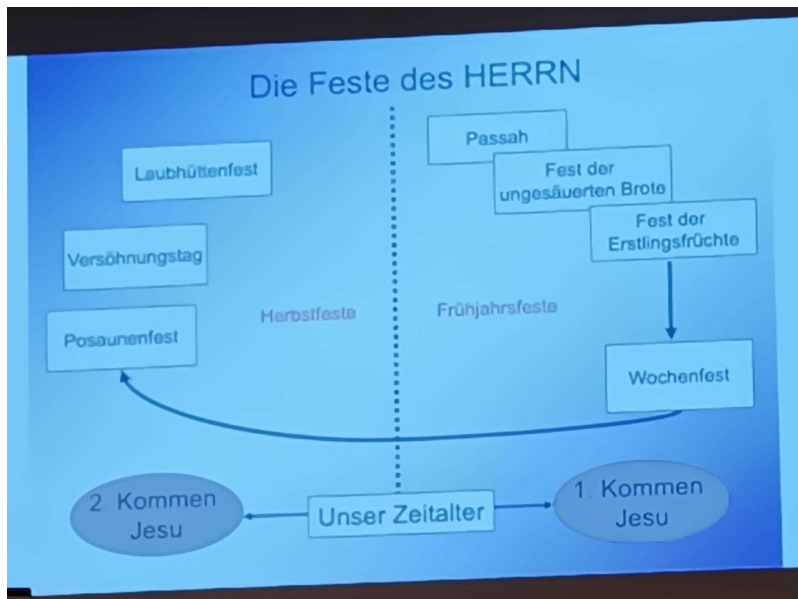 Die Feste des HERRN
Passah
Laubhüttenfest
Fest der
ungesäuerten Brote
Fest der
Erstlingsfrüchte
Versöhnungstag
Herbstfeste
Frühjahrsfeste
Posaunenfest
Wochenfest
2. Kommen
Jesu
Unser Zeitalter
1. Kommen
Jesu